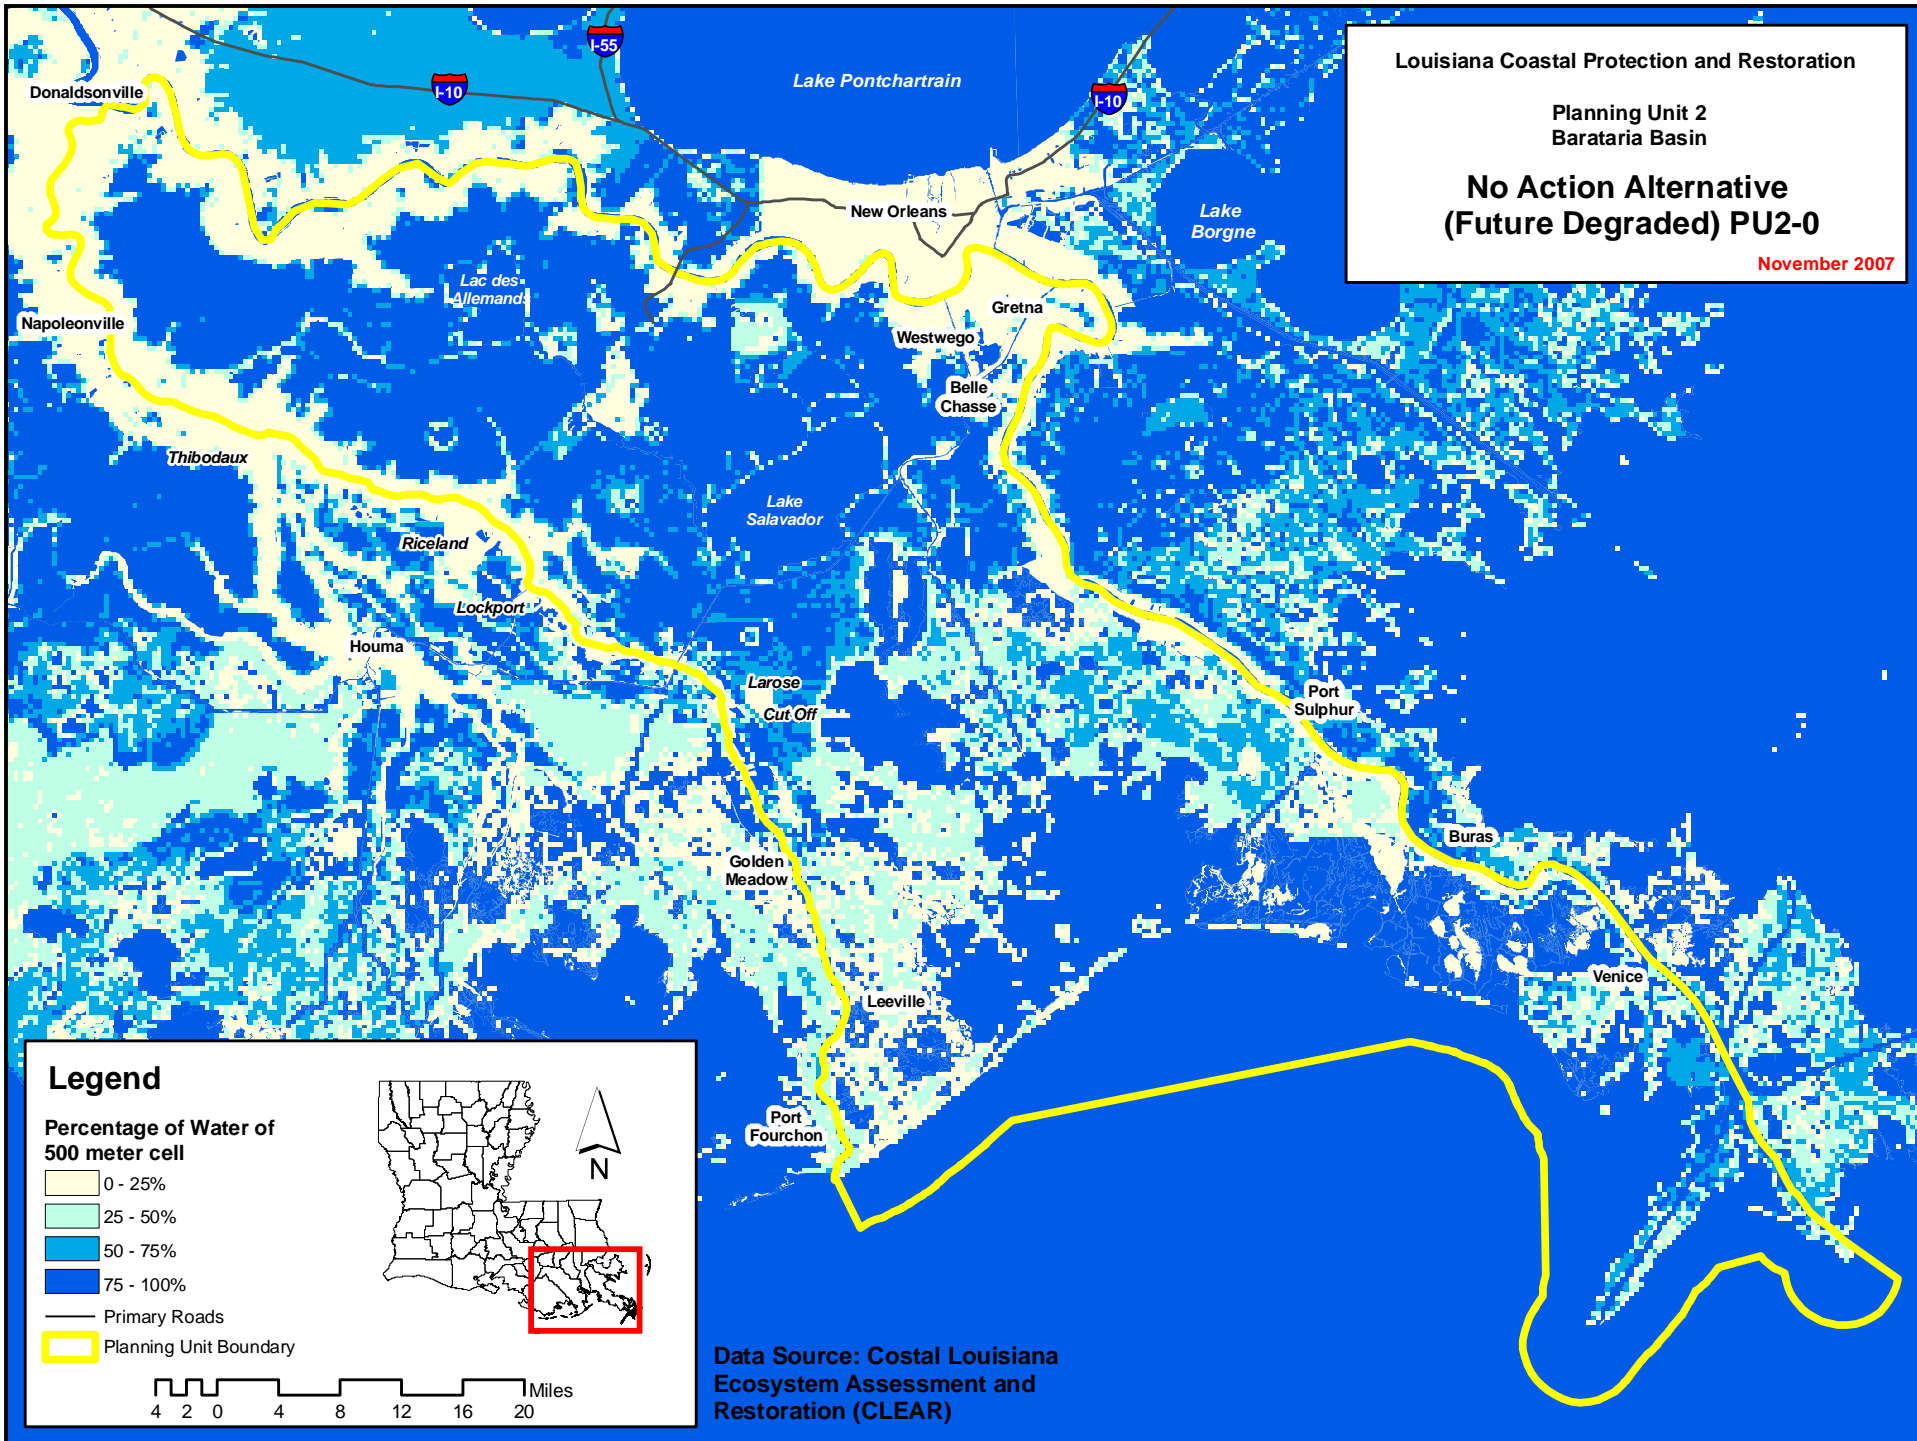 Louisiana Coastal Protection and Restoration
Planning Unit 2
Barataria Basin
No Action Alternative
(Future Degraded) PU2-0
November 2007
I-55
I-10
I-10
Lake Pontchartrain
Donaldsonville
New Orleans
Lake
Borgne
Lac des
Allemands
Gretna
Napoleonville
Westwego
Belle
Chasse
Thibodaux
Lake
Salavador
Riceland
Lockport
Houma
Larose
Cut Off
Port
Sulphur
Golden
Meadow
Buras
Venice
Leeville
Port
Fourchon
Legend
Percentage of Water of
500 meter cell
0 - 25%
25 - 50%
50 - 75%
75 - 100%
Primary Roads
Planning Unit Boundary
N
Miles
4 2 0 4 8 12 16 20
Data Source: Costal Louisiana
Ecosystem Assessment and
Restoration (CLEAR)